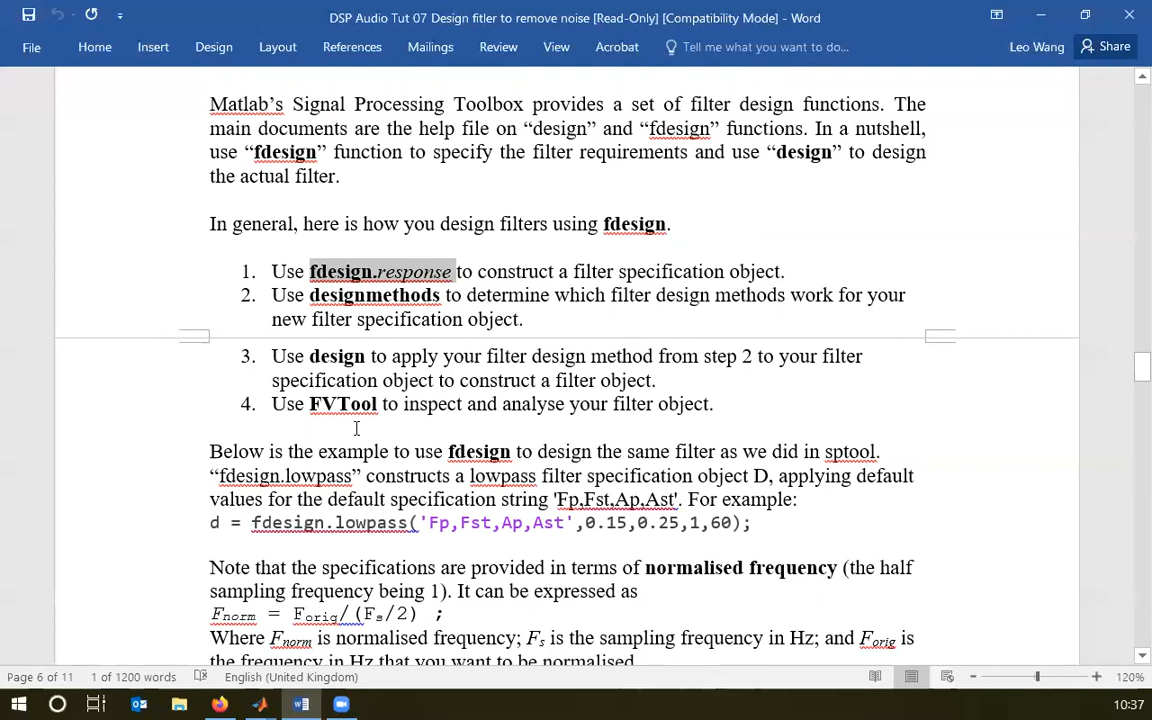 DSP Audio Tut 07 Design fitler to remove noise [Read-Only] [Compatibility Mode] - Word
File Home Insert Design Layout References Mailings Review View Acrobat Tell me what you want to do... Leo Wang Share
Matlab's Signal Processing Toolbox provides a set of filter design functions. The
main documents are the help file on “design” and “fdesign” functions. In a nutshell,
use “fdesign” function to specify the filter requirements and use “design” to design
the actual filter.
In general, here is how you design filters using fdesign.
1. Use fdesign.response to construct a filter specification object.
2. Use designmethods to determine which filter design methods work for your
new filter specification object.
3. Use design to apply your filter design method from step 2 to your filter
specification object to construct a filter object.
4. Use FVTool to inspect and analyse your filter object.
Below is the example to use fdesign to design the same filter as we did in sptool.
“fdesign.lowpass” constructs a lowpass filter specification object D, applying default
values for the default specification string 'Fp,Fst,Ap,Ast'. For example:
d = fdesign.lowpass('Fp,Fst,Ap,Ast',0.15,0.25,1,60);
Note that the specifications are provided in terms of normalised frequency (the half
sampling frequency being 1). It can be expressed as
Fnorm = Forig/(Fs/2) ;
Where Fnorm is normalised frequency; Fs is the sampling frequency in Hz; and Forig is
the frequency in Hz that you want to be normalised.
Page 6 of 11 1 of 1200 words English (United Kingdom) 120%
10:37